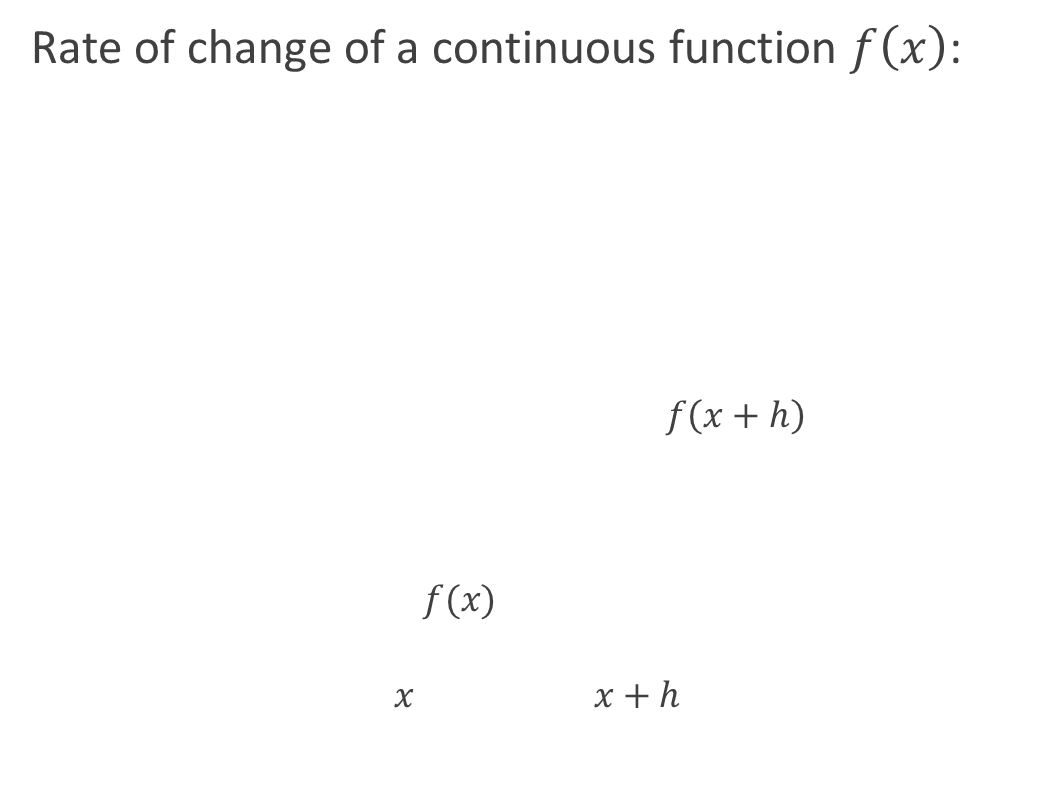 Rate of change of a continuous function 𝑓(𝑥):
𝑓(𝑥 + ℎ)
𝑓(𝑥)
𝑥 𝑥 + ℎ